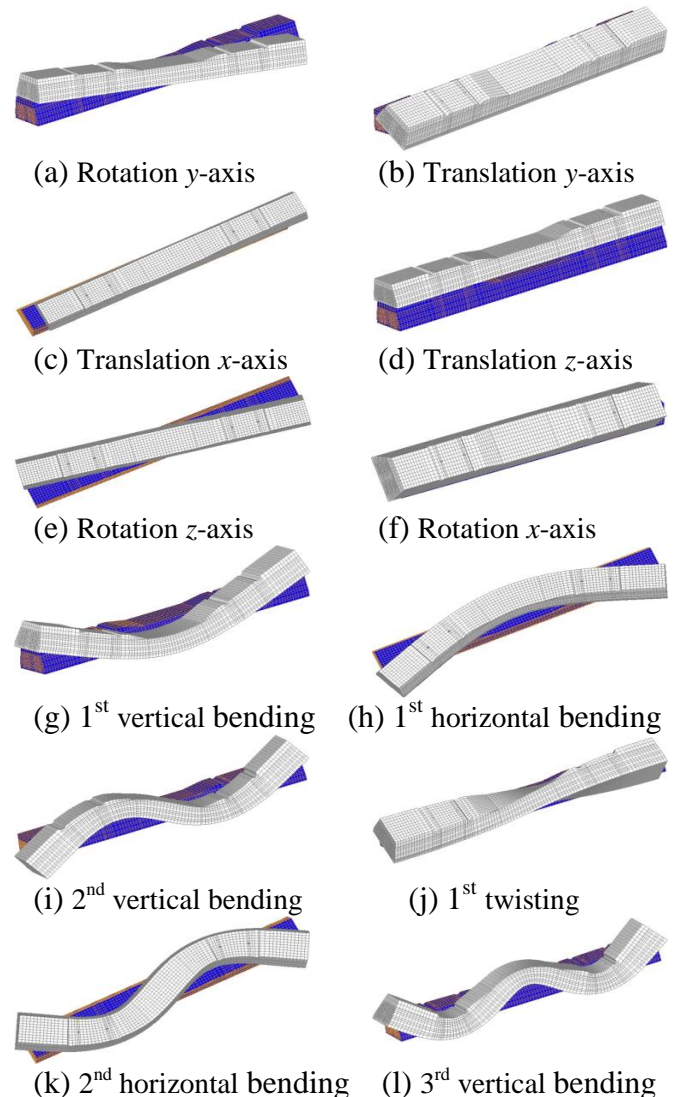 (a) Rotation y-axis
(b) Translation y-axis
(c) Translation x-axis
(d) Translation z-axis
(e) Rotation z-axis
(f) Rotation x-axis
(g) 1st vertical bending
(h) 1st horizontal bending
(i) 2nd vertical bending
(j) 1st twisting
(k) 2nd horizontal bending
(l) 3rd vertical bending